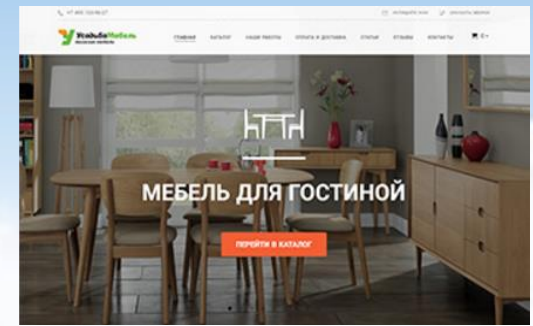 УсадьбаМебель
ГЛАВНАЯ КАТАЛОГ НАШИ РАБОТЫ ОПЛАТА И ДОСТАВКА СТАТЬИ ОТЗЫВЫ КОНТАКТЫ
МЕБЕЛЬ ДЛЯ ГОСТИНОЙ
ПЕРЕЙТИ В КАТАЛОГ